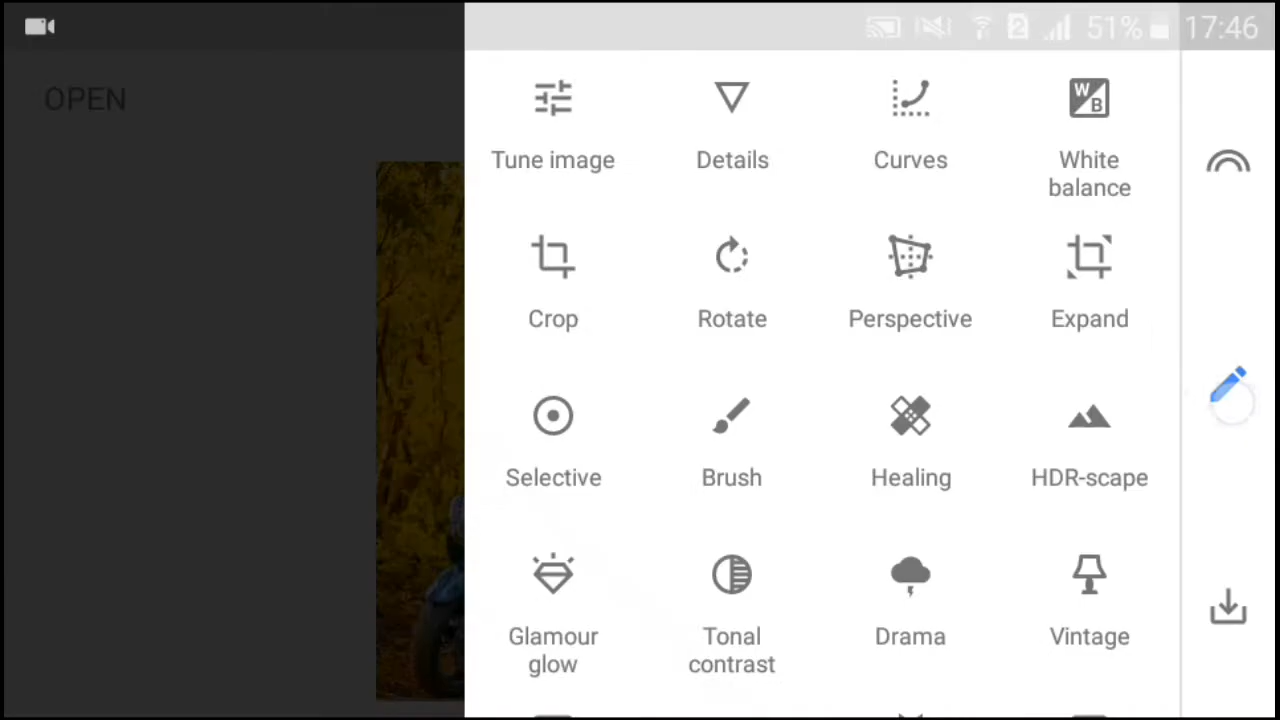 51% 17:46
OPEN
Tune image Details Curves White
balance
Crop Rotate Perspective Expand
Selective Brush Healing HDR-scape
Glamour
glow
Tonal
contrast
Drama Vintage
W
B
2